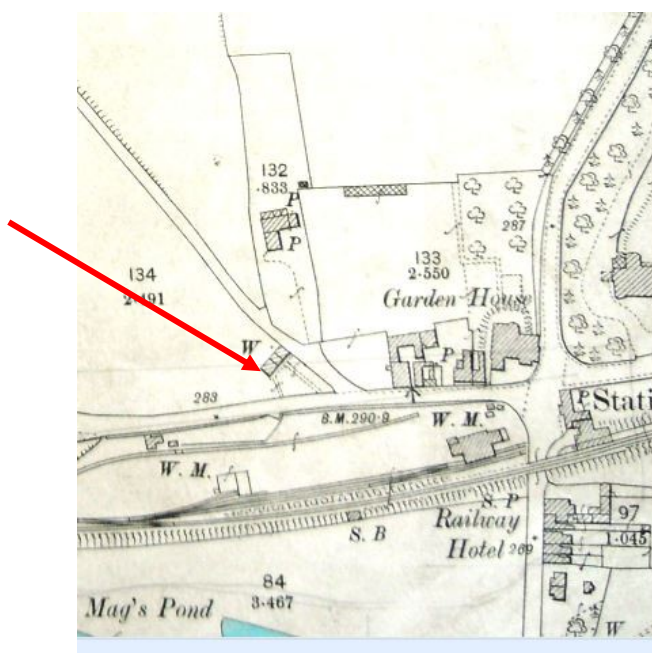 132
·833
P
P
287
133
2·550
134
2·491
Garden House
W
P
283
B.M.290·9
W. M.
P
Stati
W. M.
S. P
S. B
Railway
Hotel
269
97
1·045
84
3·467
Mag's Pond
W